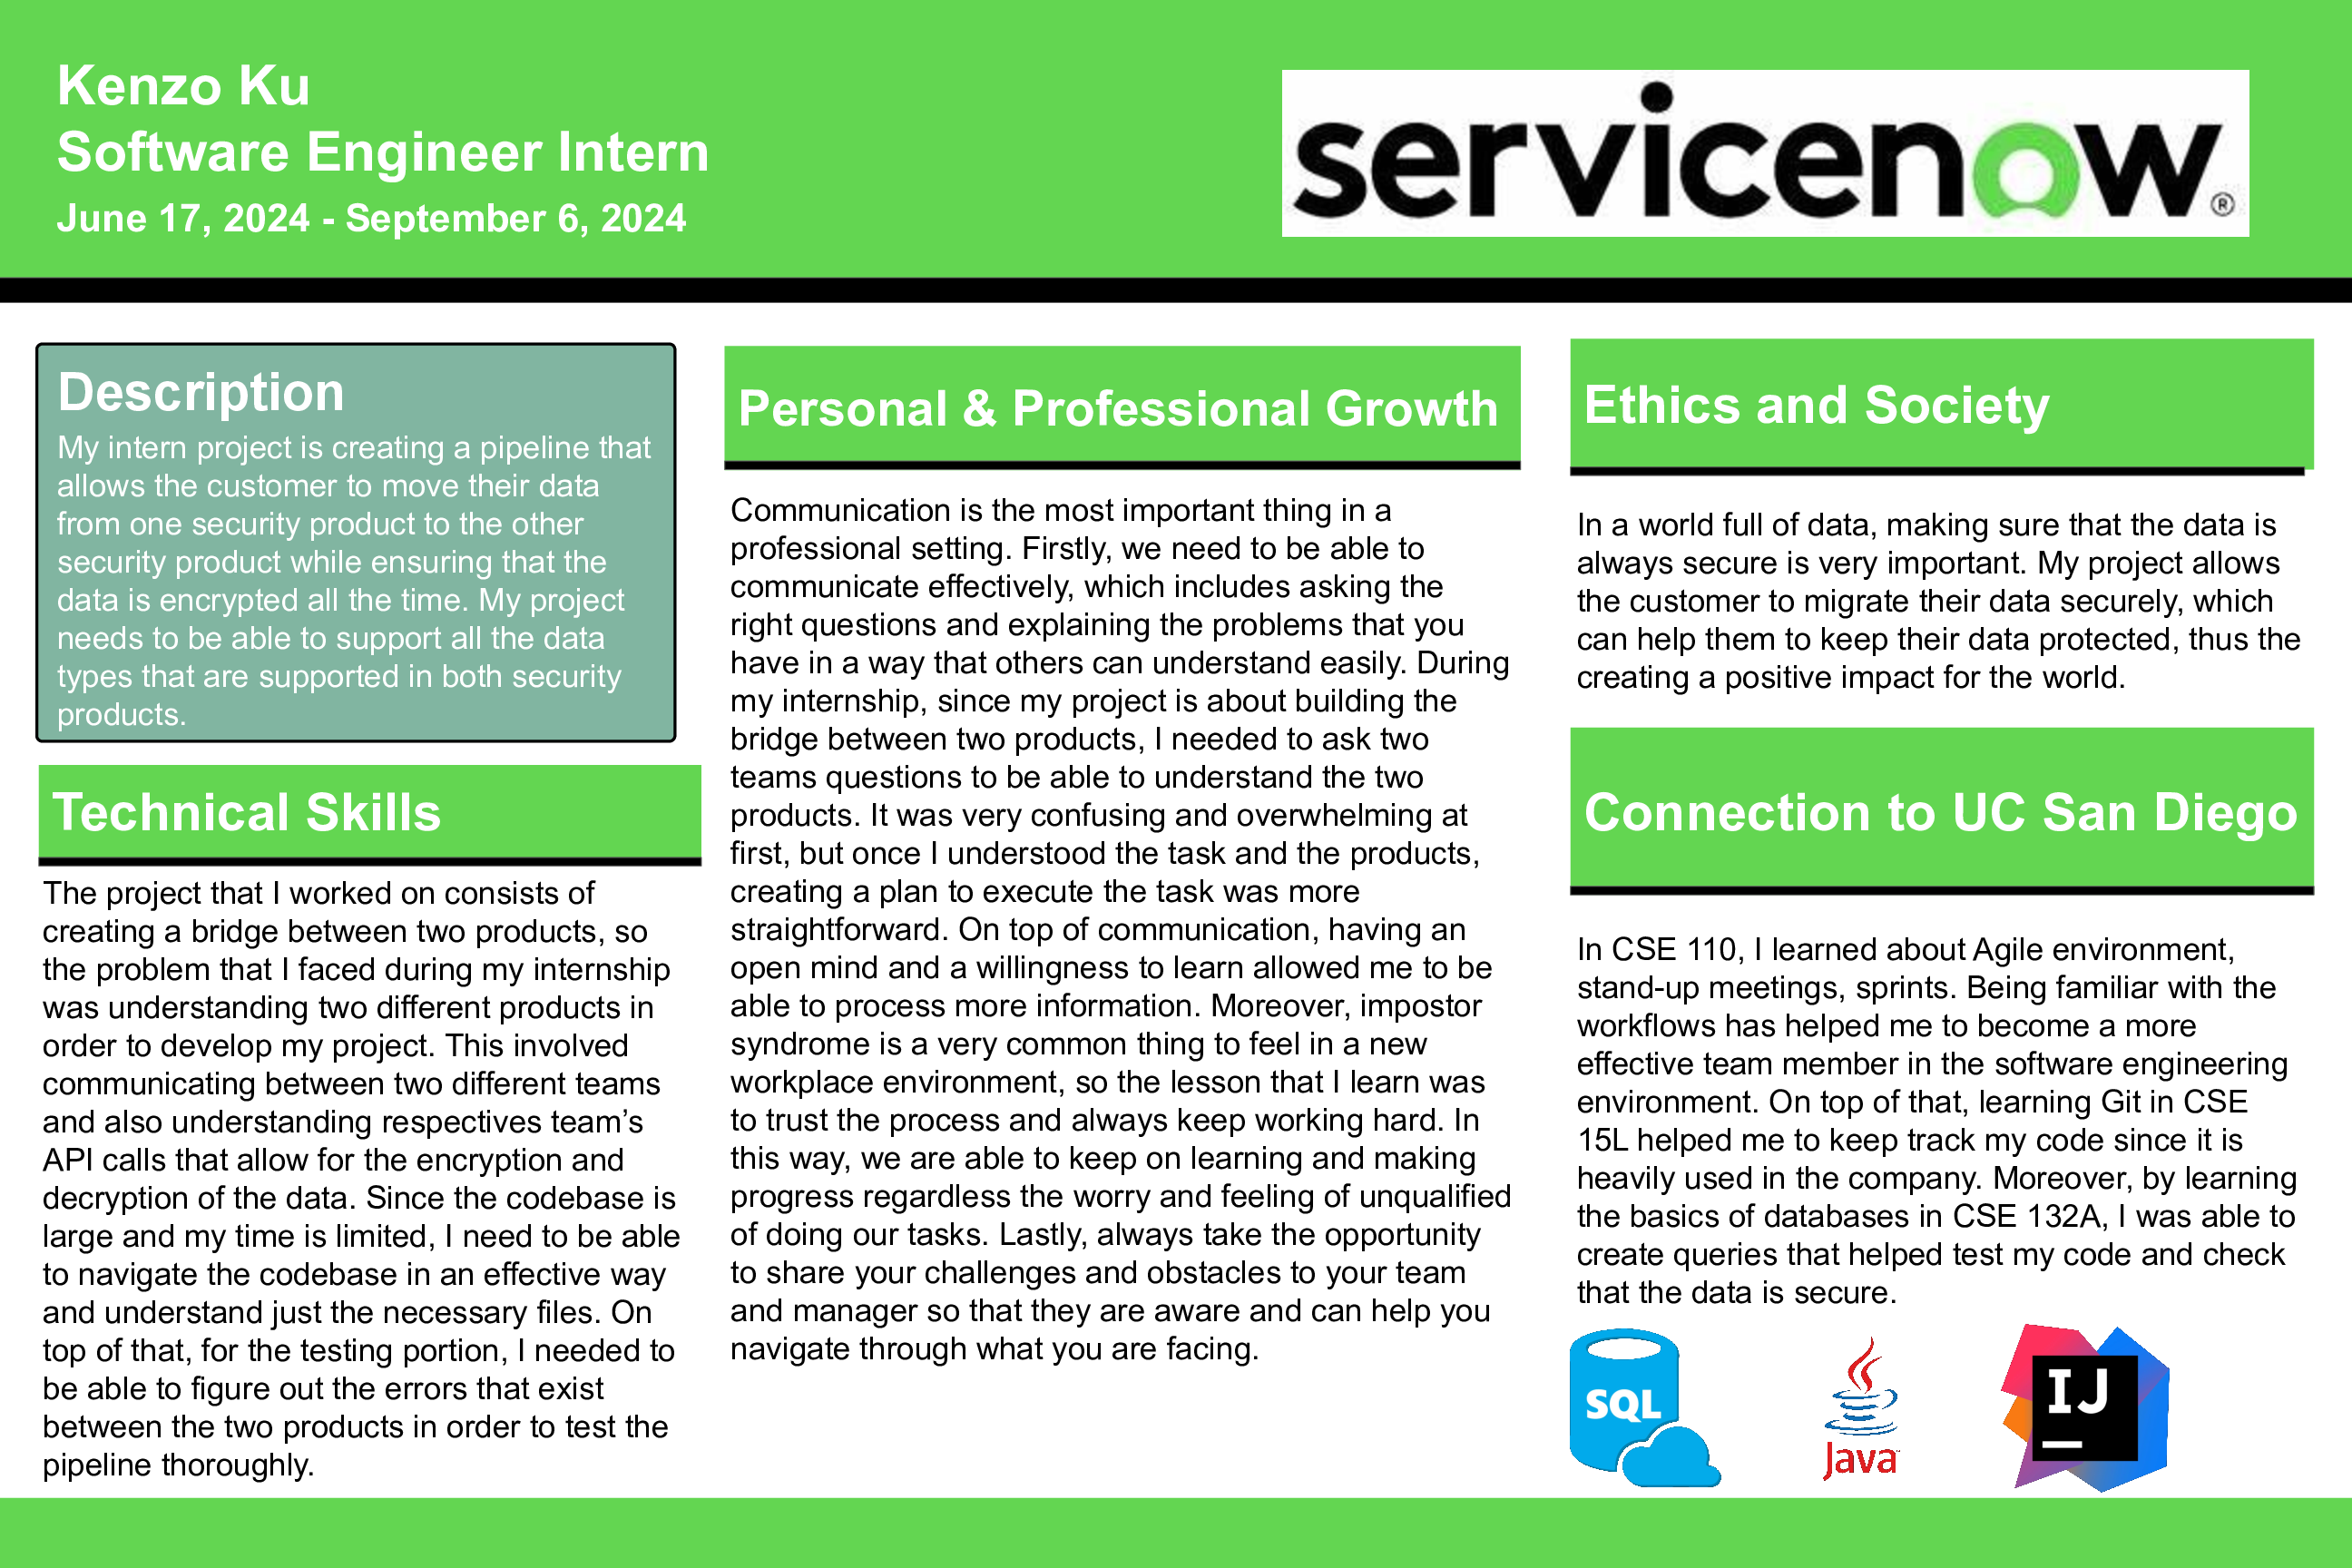 Kenzo Ku
Software Engineer Intern
June 17, 2024 - September 6, 2024
servicenow®
Description
My intern project is creating a pipeline that
allows the customer to move their data
from one security product to the other
security product while ensuring that the
data is encrypted all the time. My project
needs to be able to support all the data
types that are supported in both security
products.
Technical Skills
The project that I worked on consists of
creating a bridge between two products, so
the problem that I faced during my internship
was understanding two different products in
order to develop my project. This involved
communicating between two different teams
and also understanding respectives team’s
API calls that allow for the encryption and
decryption of the data. Since the codebase is
large and my time is limited, I need to be able
to navigate the codebase in an effective way
and understand just the necessary files. On
top of that, for the testing portion, I needed to
be able to figure out the errors that exist
between the two products in order to test the
pipeline thoroughly.
Personal & Professional Growth
Communication is the most important thing in a
professional setting. Firstly, we need to be able to
communicate effectively, which includes asking the
right questions and explaining the problems that you
have in a way that others can understand easily. During
my internship, since my project is about building the
bridge between two products, I needed to ask two
teams questions to be able to understand the two
products. It was very confusing and overwhelming at
first, but once I understood the task and the products,
creating a plan to execute the task was more
straightforward. On top of communication, having an
open mind and a willingness to learn allowed me to be
able to process more information. Moreover, impostor
syndrome is a very common thing to feel in a new
workplace environment, so the lesson that I learn was
to trust the process and always keep working hard. In
this way, we are able to keep on learning and making
progress regardless the worry and feeling of unqualified
of doing our tasks. Lastly, always take the opportunity
to share your challenges and obstacles to your team
and manager so that they are aware and can help you
navigate through what you are facing.
Ethics and Society
In a world full of data, making sure that the data is
always secure is very important. My project allows
the customer to migrate their data securely, which
can help them to keep their data protected, thus the
creating a positive impact for the world.
Connection to UC San Diego
In CSE 110, I learned about Agile environment,
stand-up meetings, sprints. Being familiar with the
workflows has helped me to become a more
effective team member in the software engineering
environment. On top of that, learning Git in CSE
15L helped me to keep track my code since it is
heavily used in the company. Moreover, by learning
the basics of databases in CSE 132A, I was able to
create queries that helped test my code and check
that the data is secure.
SQL
Java
IJ